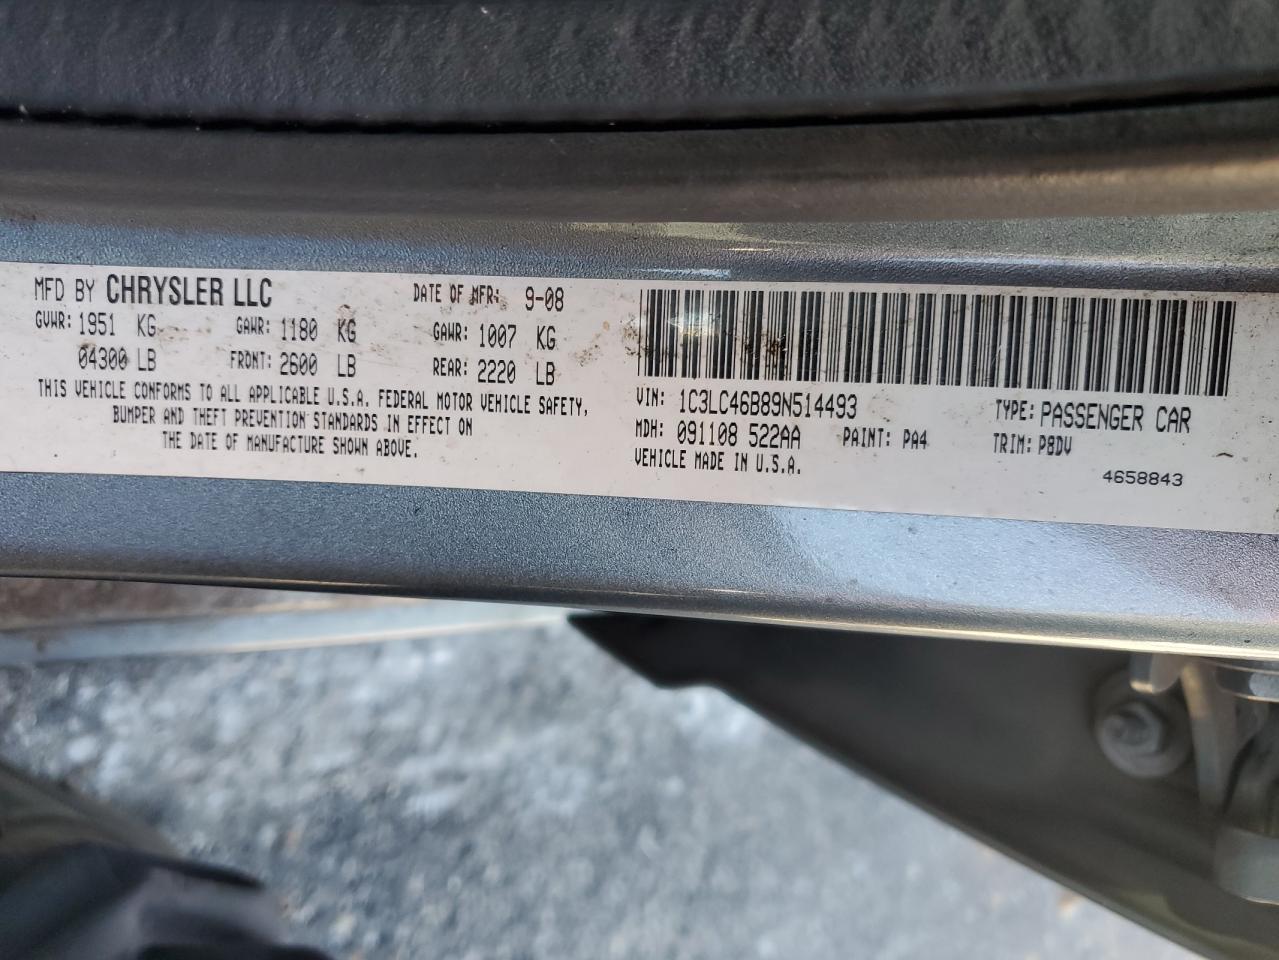 MFD BY CHRYSLER LLC DATE OF MFR: 9-08
GVWR: 1951 KG GAWR: 1180 KG GAWR: 1007 KG
04300 LB FRONT: 2600 LB REAR: 2220 LB
THIS VEHICLE CONFORMS TO ALL APPLICABLE U.S.A. FEDERAL MOTOR VEHICLE SAFETY,
BUMPER AND THEFT PREVENTION STANDARDS IN EFFECT ON
THE DATE OF MANUFACTURE SHOWN ABOVE.
VIN: 1C3LC46B89N514493 TYPE: PASSENGER CAR
MDH: 091108 522AA PAINT: PA4 TRIM: P8DV
VEHICLE MADE IN U.S.A.
4658843